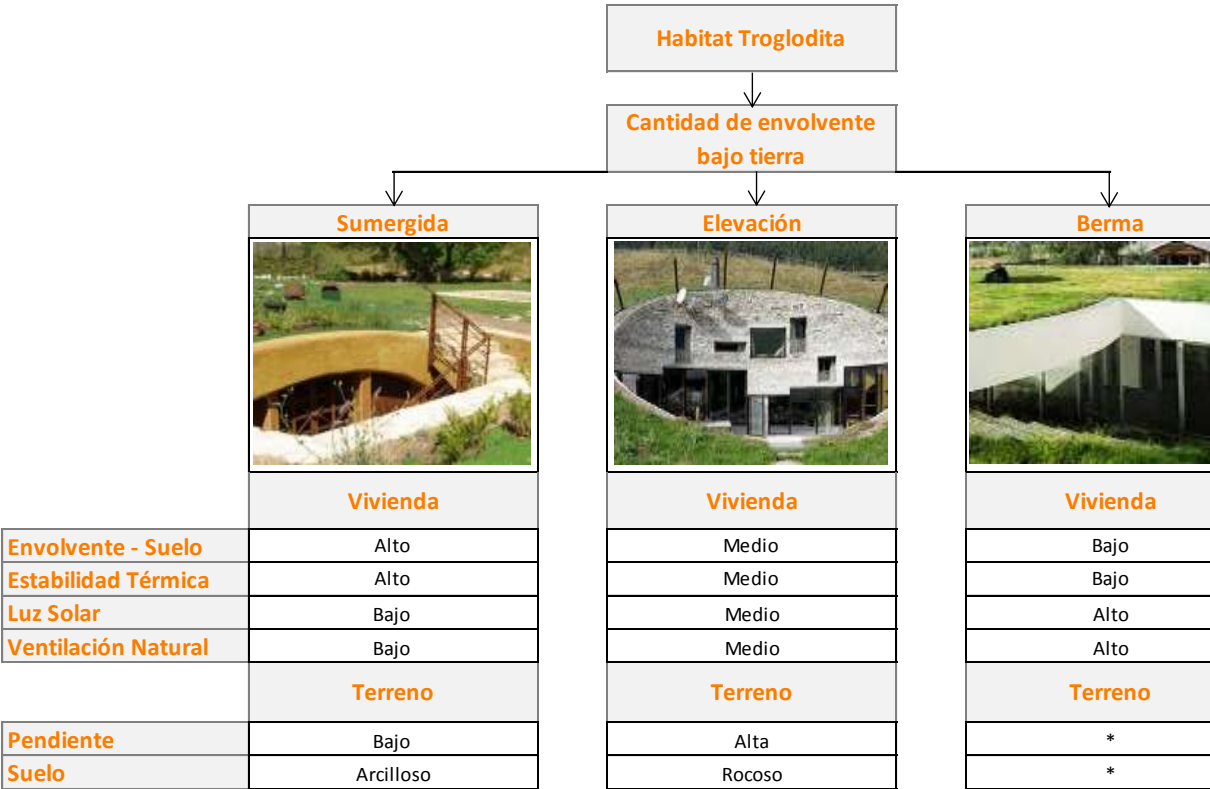 Habitat Troglodita
Cantidad de envolvente
bajo tierra
Sumergida Elevación Berma
Vivienda Vivienda Vivienda
Envolvente - Suelo Alto Medio Bajo
Estabilidad Térmica Alto Medio Bajo
Luz Solar Bajo Medio Alto
Ventilación Natural Bajo Medio Alto
Terreno Terreno Terreno
Pendiente Bajo Alta *
Suelo Arcilloso Rocoso *